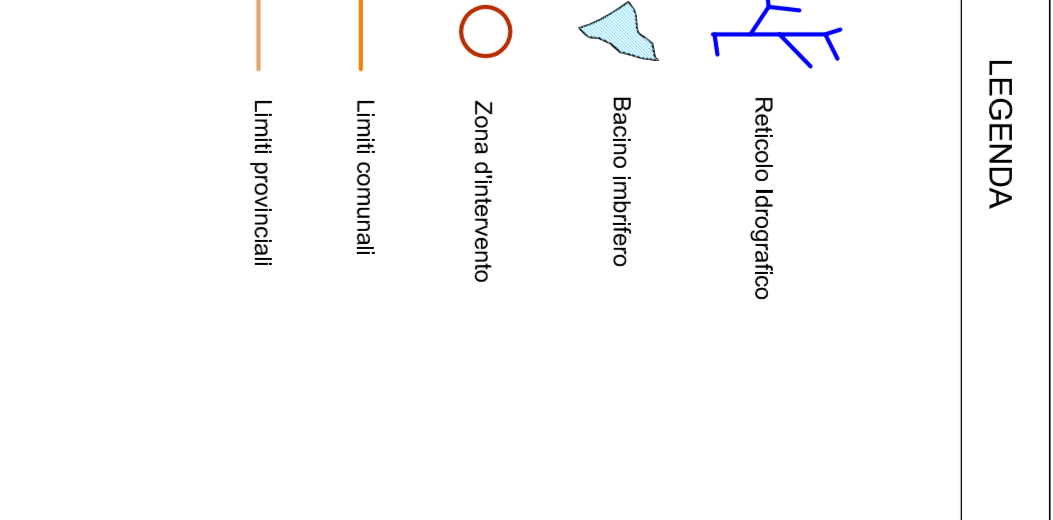 LEGENDA
Reticolo Idrografico
Bacino imbrifero
Zona d'intervento
Limiti comunali
Limiti provinciali